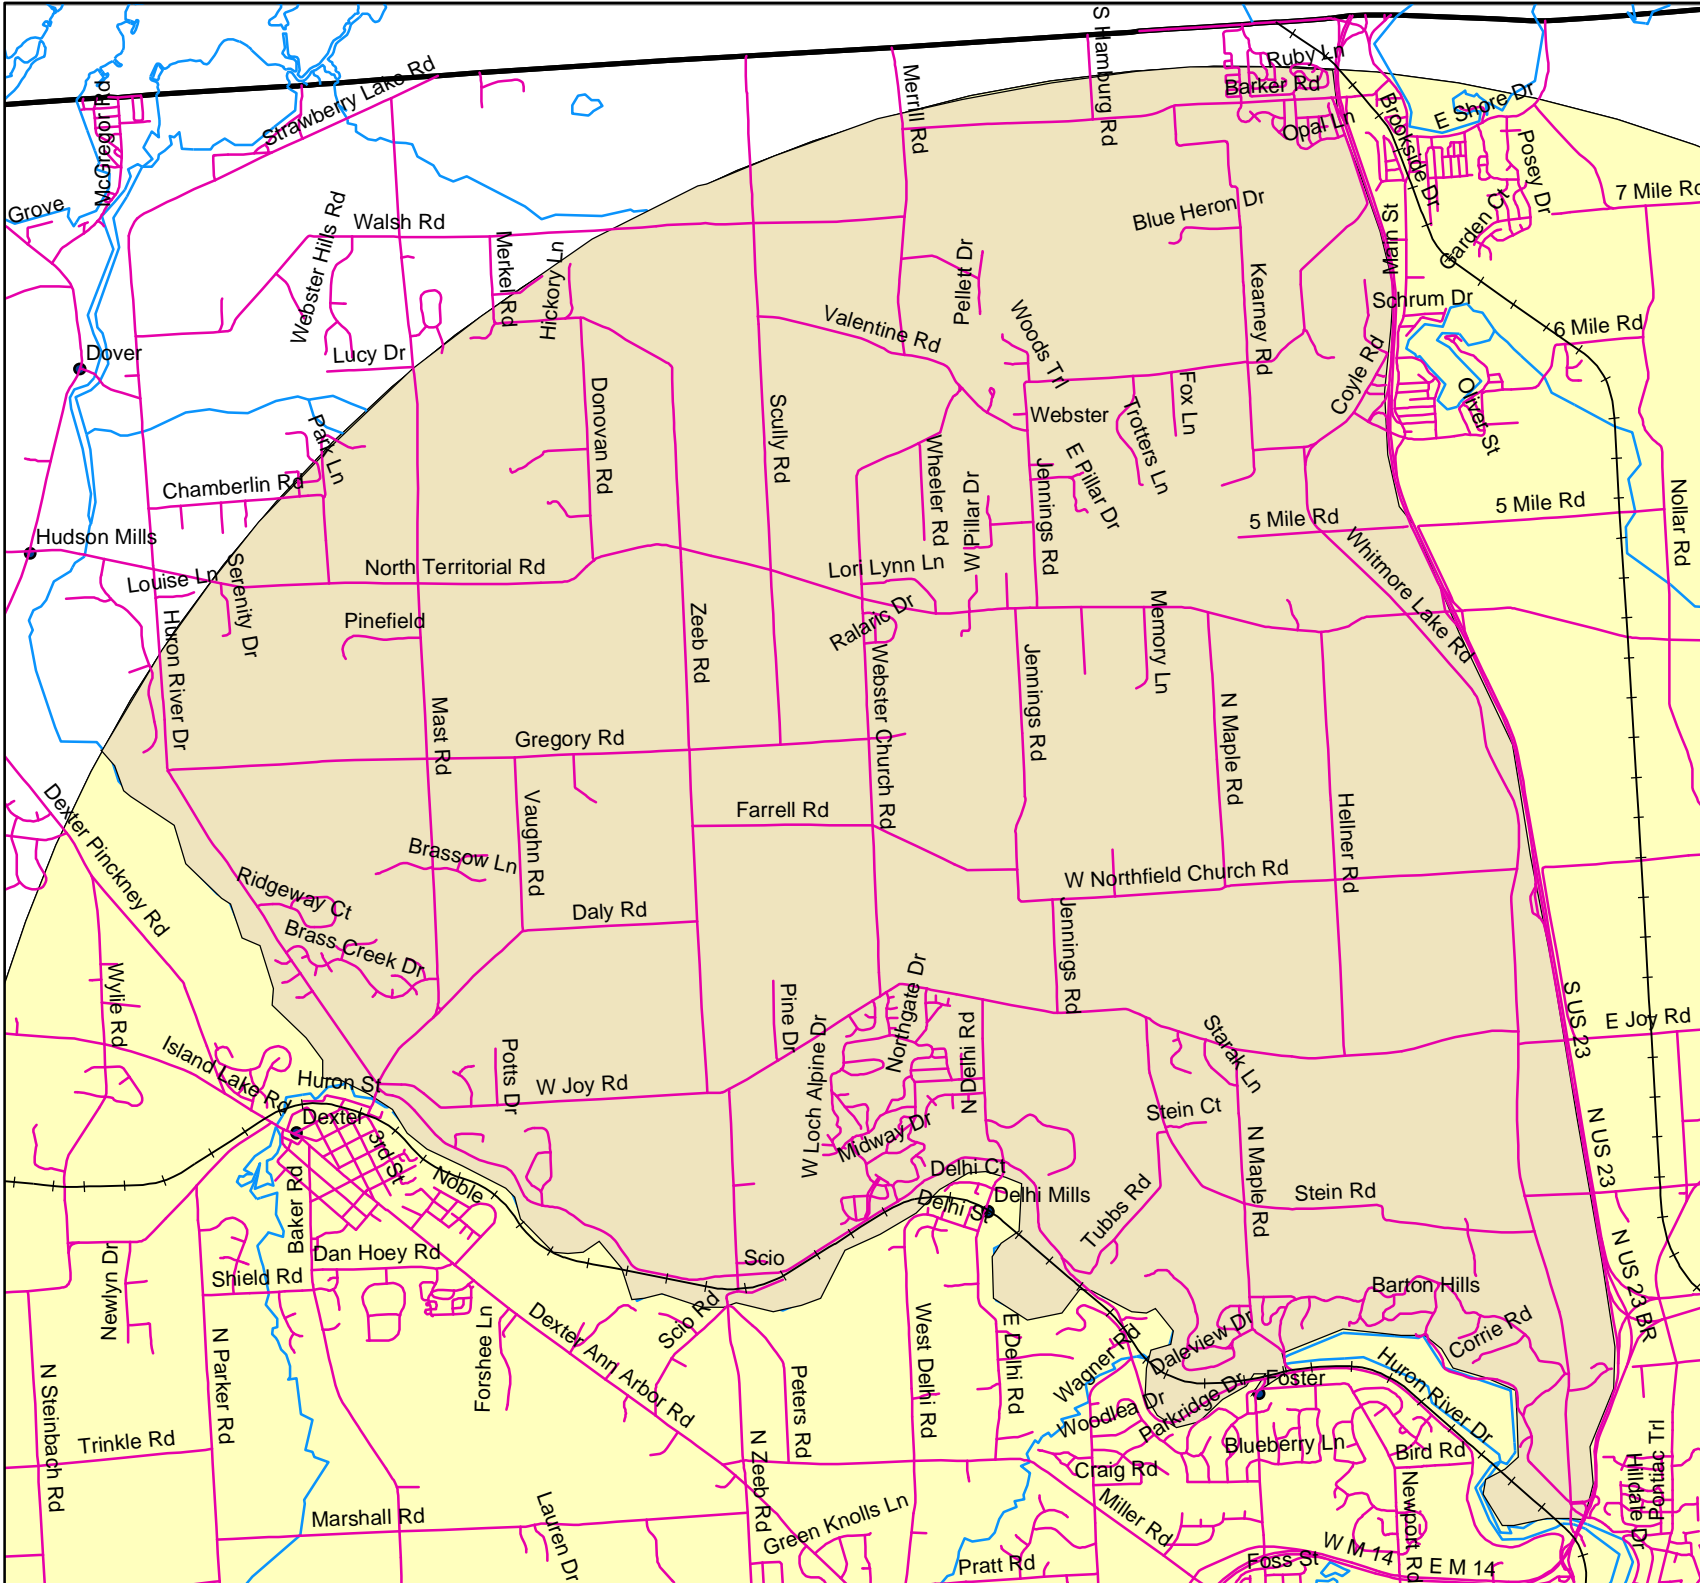 S Hamburg Rd
Ruby Ln
Barker Rd
Strawberry Lake Rd
McGregor Rd
Merrill Rd
Opal Ln
Brookside Dr
E Shore Dr
Posey Dr
7 Mile Rd
Grove
Walsh Rd
Webster Hills Rd
Merkel Rd
Hickory Ln
Blue Heron Dr
Main St
Garden Ct
Pellett Dr
Kearney Rd
Schrum Dr
6 Mile Rd
Valentine Rd
Woods Trl
Dover
Lucy Dr
Coyle Rd
Donovan Rd
Scully Rd
Webster
Fox Ln
Trotters Ln
Oliver St
Park Ln
Wheeler Rd
W Pillar Dr
Jennings Rd
E Pillar Dr
Chamberlin Rd
5 Mile Rd
5 Mile Rd
Nollar Rd
Hudson Mills
Louise Ln
Serenity Dr
North Territorial Rd
Lori Lynn Ln
Whitmore Lake Rd
Pinefield
Ralaric Dr
Memory Ln
Zeeb Rd
Huron River Dr
Mast Rd
Webster Church Rd
Jennings Rd
N Maple Rd
Gregory Rd
Dexter Pinckney Rd
Vaughn Rd
Farrell Rd
Hellner Rd
Brassow Ln
W Northfield Church Rd
Ridgeway Ct
Daly Rd
Brass Creek Dr
Jennings Rd
Wylie Rd
Pine Dr
Northgate Dr
S US 23
E Joy Rd
Island Lake Rd
Potts Dr
W Loch Alpine Dr
N Delhi Rd
Starak Ln
Huron St
W Joy Rd
Dexter
3rd St
Midway Dr
Stein Ct
N US 23
N Maple Rd
Noble
Delhi Ct
Delhi Mills
Delhi St
Tubbs Rd
Stein Rd
Baker Rd
Newlyn Dr
Dan Hoey Rd
Shield Rd
Scio
N US 23 BR
Barton Hills
Forshee Ln
Dexter Ann Arbor Rd
Scio Rd
West Delhi Rd
E Delhi Rd
Wagner Rd
Daleview Dr
Corrie Rd
N Steinbach Rd
N Parker Rd
Peters Rd
Woodlea Dr
Parkridge Dr
Foster
Huron River Dr
Trinkle Rd
N Zeeb Rd
Blueberry Ln
Bird Rd
Pontiac Trl
Hilldale Dr
Craig Rd
Newport Rd
Marshall Rd
Lauren Dr
Green Knolls Ln
Miller Rd
Pratt Rd
Foss St
W M 14
E M 14